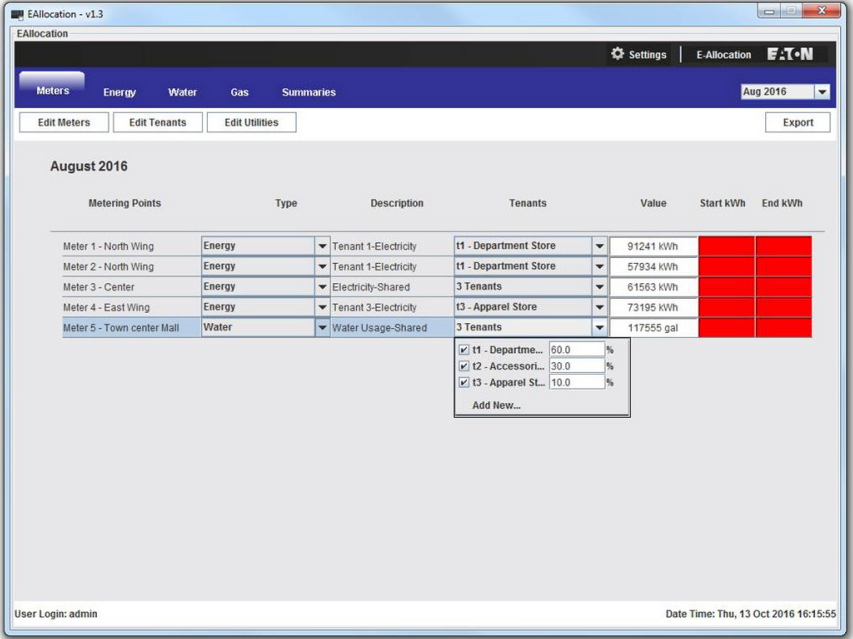 EAllocation - v1.3
EAllocation
Settings E-Allocation EATON
Meters Energy Water Gas Summaries Aug 2016
Edit Meters Edit Tenants Edit Utilities Export
August 2016
Metering Points Type Description Tenants Value Start kWh End kWh
Meter 1 - North Wing Energy Tenant 1-Electricity t1 - Department Store 91241 kWh
Meter 2 - North Wing Energy Tenant 1-Electricity t1 - Department Store 57934 kWh
Meter 3 - Center Energy Electricity-Shared 3 Tenants 61563 kWh
Meter 4 - East Wing Energy Tenant 3-Electricity t3 - Apparel Store 73195 kWh
Meter 5 - Town center Mall Water Water Usage-Shared 3 Tenants 117555 gal
t1 - Departme... 60.0 %
t2 - Accessori... 30.0 %
t3 - Apparel St... 10.0 %
Add New...
User Login: admin Date Time: Thu, 13 Oct 2016 16:15:55